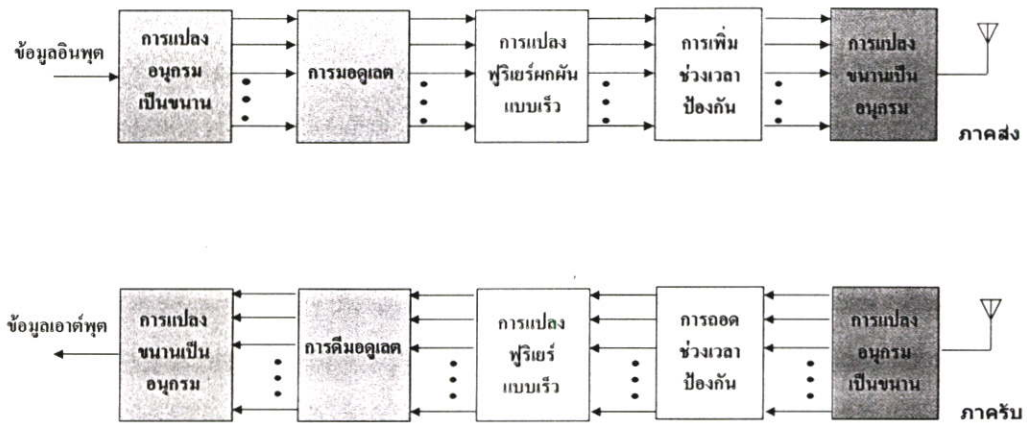 ข้อมูลอินพุต
การแปลง
อนุกรม
เป็นขนาน
การมอดูเลต
การแปลง
ฟูริเยร์ผกผัน
แบบเร็ว
การเพิ่ม
ช่วงเวลา
ป้องกัน
การแปลง
ขนานเป็น
อนุกรม
ภาคส่ง
ข้อมูลเอาต์พุต
การแปลง
ขนานเป็น
อนุกรม
การดีมอดูเลต
การแปลง
ฟูริเยร์
แบบเร็ว
การถอด
ช่วงเวลา
ป้องกัน
การแปลง
อนุกรม
เป็นขนาน
ภาครับ